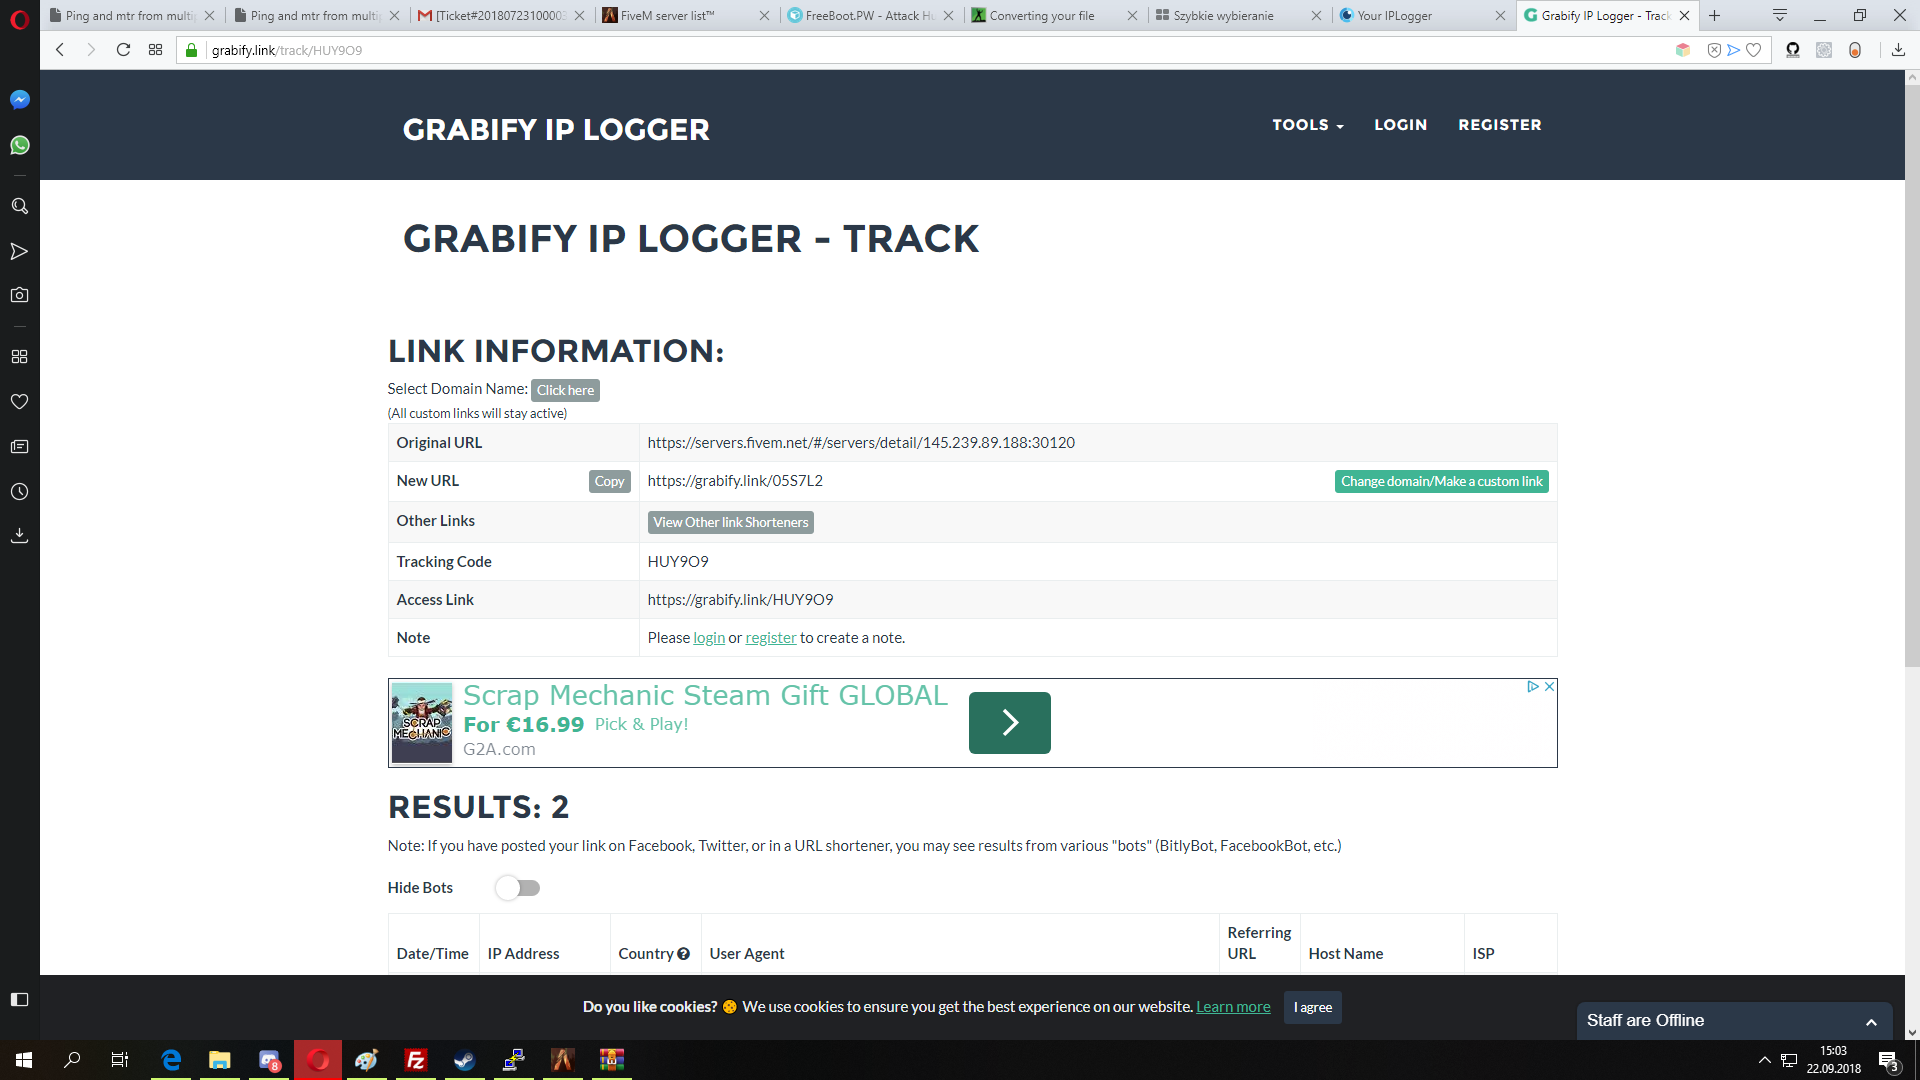 Ping and mtr from multip
Ping and mtr from multip
[Ticket#20180723100003
FiveM server list™
FreeBoot.PW - Attack Hu
Converting your file
Szybkie wybieranie
Your IPLogger
Grabify IP Logger - Track
grabify.link/track/HUY9O9
GRABIFY IP LOGGER
TOOLS
LOGIN
REGISTER
GRABIFY IP LOGGER - TRACK
LINK INFORMATION:
Select Domain Name: Click here
(All custom links will stay active)
Original URL
https://servers.fivem.net/#/servers/detail/145.239.89.188:30120
New URL
Copy
https://grabify.link/05S7L2
Change domain/Make a custom link
Other Links
View Other link Shorteners
Tracking Code
HUY9O9
Access Link
https://grabify.link/HUY9O9
Note
Please login or register to create a note.
SCRAP
MECHANIC
Scrap Mechanic Steam Gift GLOBAL
For €16.99 Pick & Play!
G2A.com
RESULTS: 2
Note: If you have posted your link on Facebook, Twitter, or in a URL shortener, you may see results from various "bots" (BitlyBot, FacebookBot, etc.)
Hide Bots
Date/Time
IP Address
Country
User Agent
Referring
URL
Host Name
ISP
Do you like cookies? We use cookies to ensure you get the best experience on our website. Learn more
I agree
Staff are Offline
8
15:03
22.09.2018
3